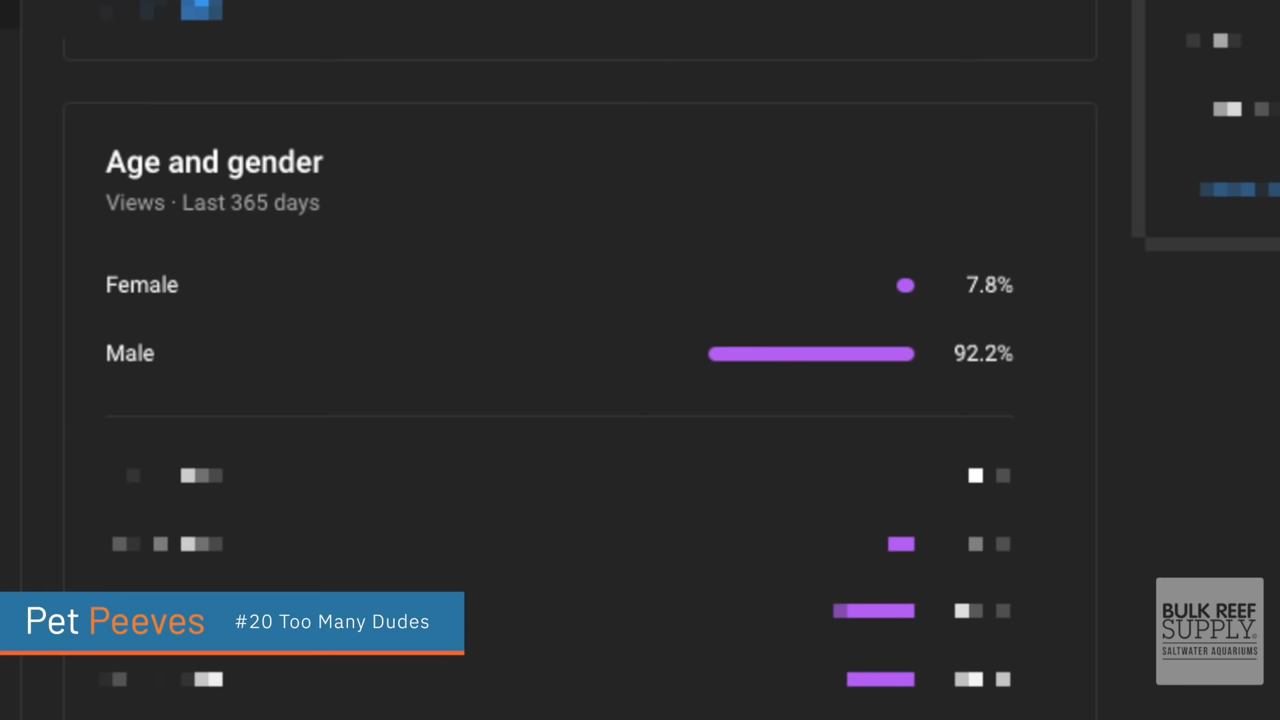 Age and gender
Views · Last 365 days
Female 7.8%
Male 92.2%
Pet Peeves #20 Too Many Dudes
BULK REEF
SUPPLY
SALTWATER AQUARIUMS